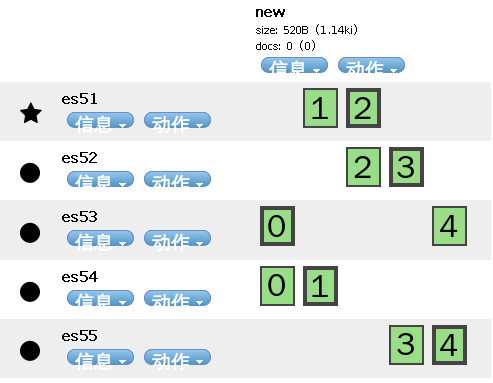 new
size: 520B (1.14ki)
docs: 0 (0)
信息 动作
es51
信息 动作 1 2
es52
信息 动作 2 3
es53
信息 动作 0 4
es54
信息 动作 0 1
es55
信息 动作 3 4